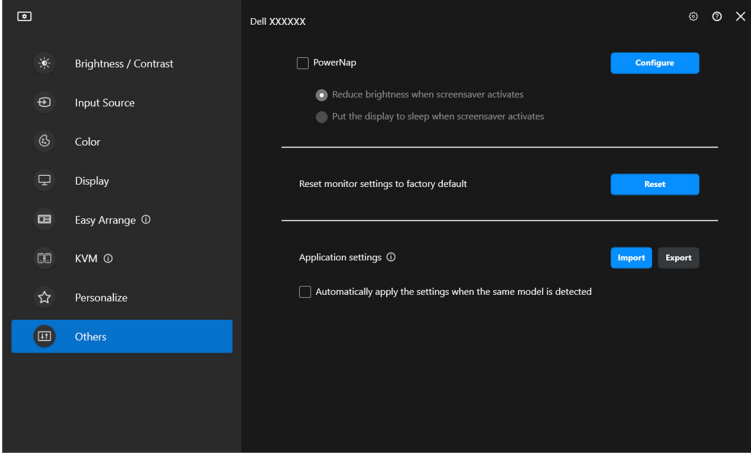 Dell XXXXXX
Brightness / Contrast
Input Source
Color
Display
Easy Arrange
KVM
Personalize
Others
PowerNap
Configure
Reduce brightness when screensaver activates
Put the display to sleep when screensaver activates
Reset monitor settings to factory default
Reset
Application settings
Import
Export
Automatically apply the settings when the same model is detected